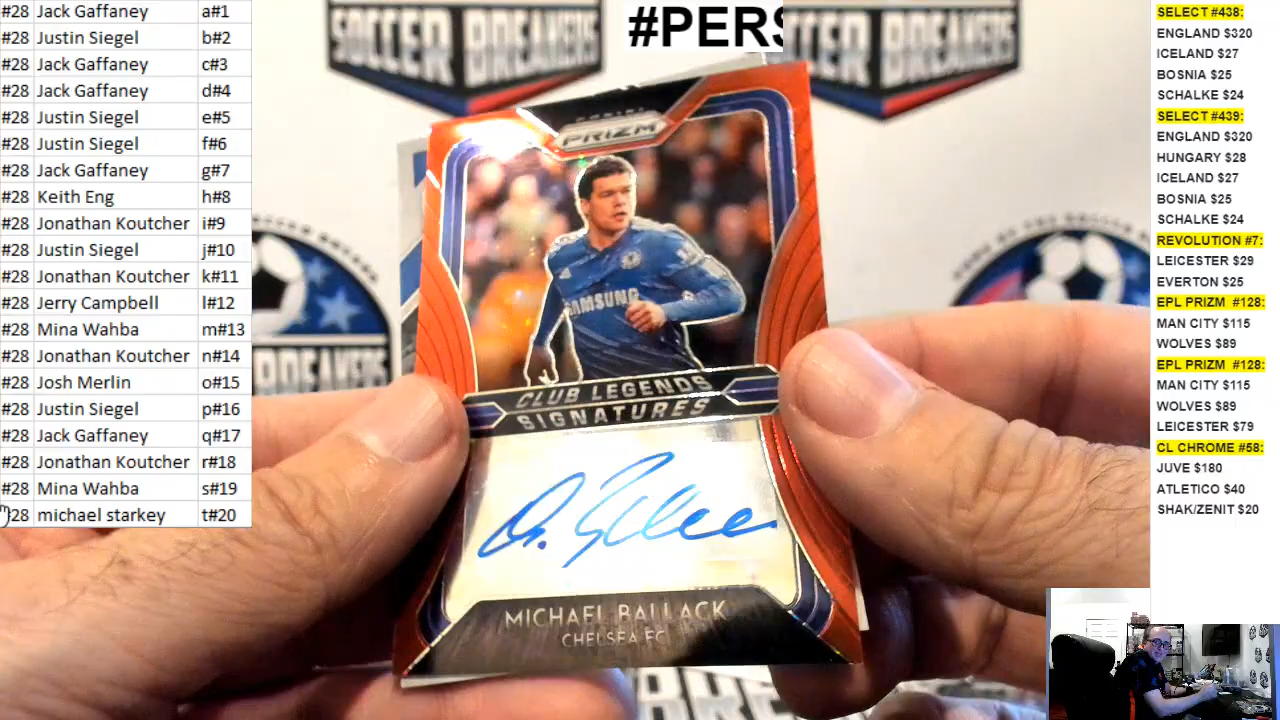 #28 Jack Gaffaney a#1
#28 Justin Siegel b#2
#28 Jack Gaffaney c#3
#28 Jack Gaffaney d#4
#28 Justin Siegel e#5
#28 Justin Siegel f#6
#28 Jack Gaffaney g#7
#28 Keith Eng h#8
#28 Jonathan Koutcher i#9
#28 Justin Siegel j#10
#28 Jonathan Koutcher k#11
#28 Jerry Campbell l#12
#28 Mina Wahba m#13
#28 Jonathan Koutcher n#14
#28 Josh Merlin o#15
#28 Justin Siegel p#16
#28 Jack Gaffaney q#17
#28 Jonathan Koutcher r#18
#28 Mina Wahba s#19
#28 michael starkey t#20
SOCCER BREAKERS
#PERS
SOCCER BREAKERS
PRIZM
SAMSUNG
CLUB LEGENDS
SIGNATURES
MICHAEL BALLACK
CHELSEA FC
BREAKERS
SELECT #438:
ENGLAND $320
ICELAND $27
BOSNIA $25
SCHALKE $24
SELECT #439:
ENGLAND $320
HUNGARY $28
ICELAND $27
BOSNIA $25
SCHALKE $24
REVOLUTION #7:
LEICESTER $29
EVERTON $25
EPL PRIZM #128:
MAN CITY $115
WOLVES $89
EPL PRIZM #128:
MAN CITY $115
WOLVES $89
LEICESTER $79
CL CHROME #58:
JUVE $180
ATLETICO $40
SHAK/ZENIT $20